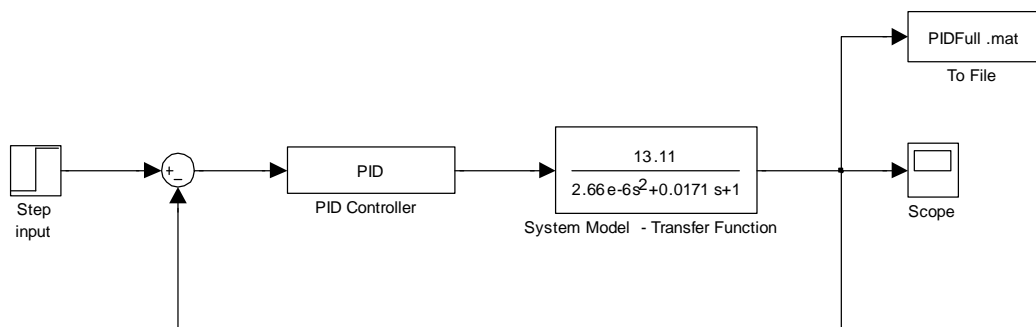 PIDFull .mat
To File
+
−
PID
13.11
2.66e-6s²+0.0171 s+1
Step
input
PID Controller
System Model - Transfer Function
Scope